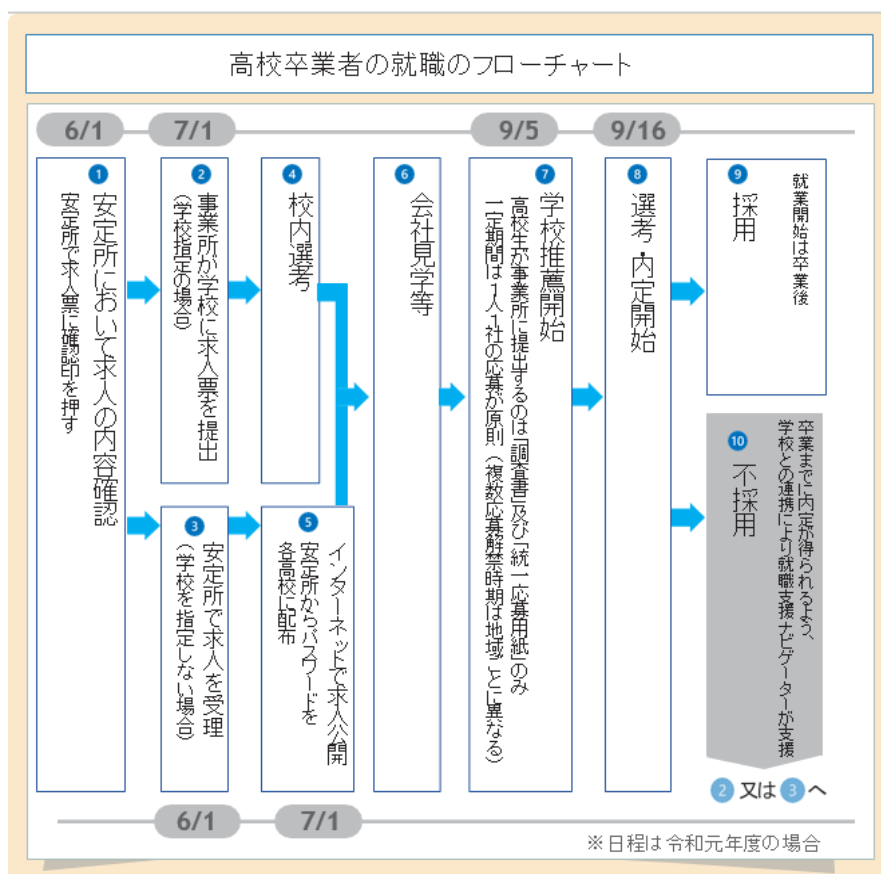 高校卒業者の就職のフローチャート
6/1
7/1
9/5
9/16
❶
安定所において求人の内容確認
安定所で求人票に確認印を押す
❷
事業所が学校に求人票を提出
(学校指定の場合)
❸
安定所で求人を受理
(学校を指定しない場合)
❹
校内選考
❺
インターネットで求人公開
安定所からパスワードを
各高校に配布
❻
会社見学等
❼
学校推薦開始
高校生が事業所に提出するのは「調査書」及び「統一応募用紙」のみ
一定期間は1人1社の応募が原則(複数応募解禁時期は地域ごとに異なる)
❽
選考・内定開始
❾
採用
就業開始は卒業後
❿
不採用
卒業までに内定が得られるよう、
学校との連携により就職支援ナビゲーターが支援
❷又は❸へ
6/1
7/1
※日程は令和元年度の場合